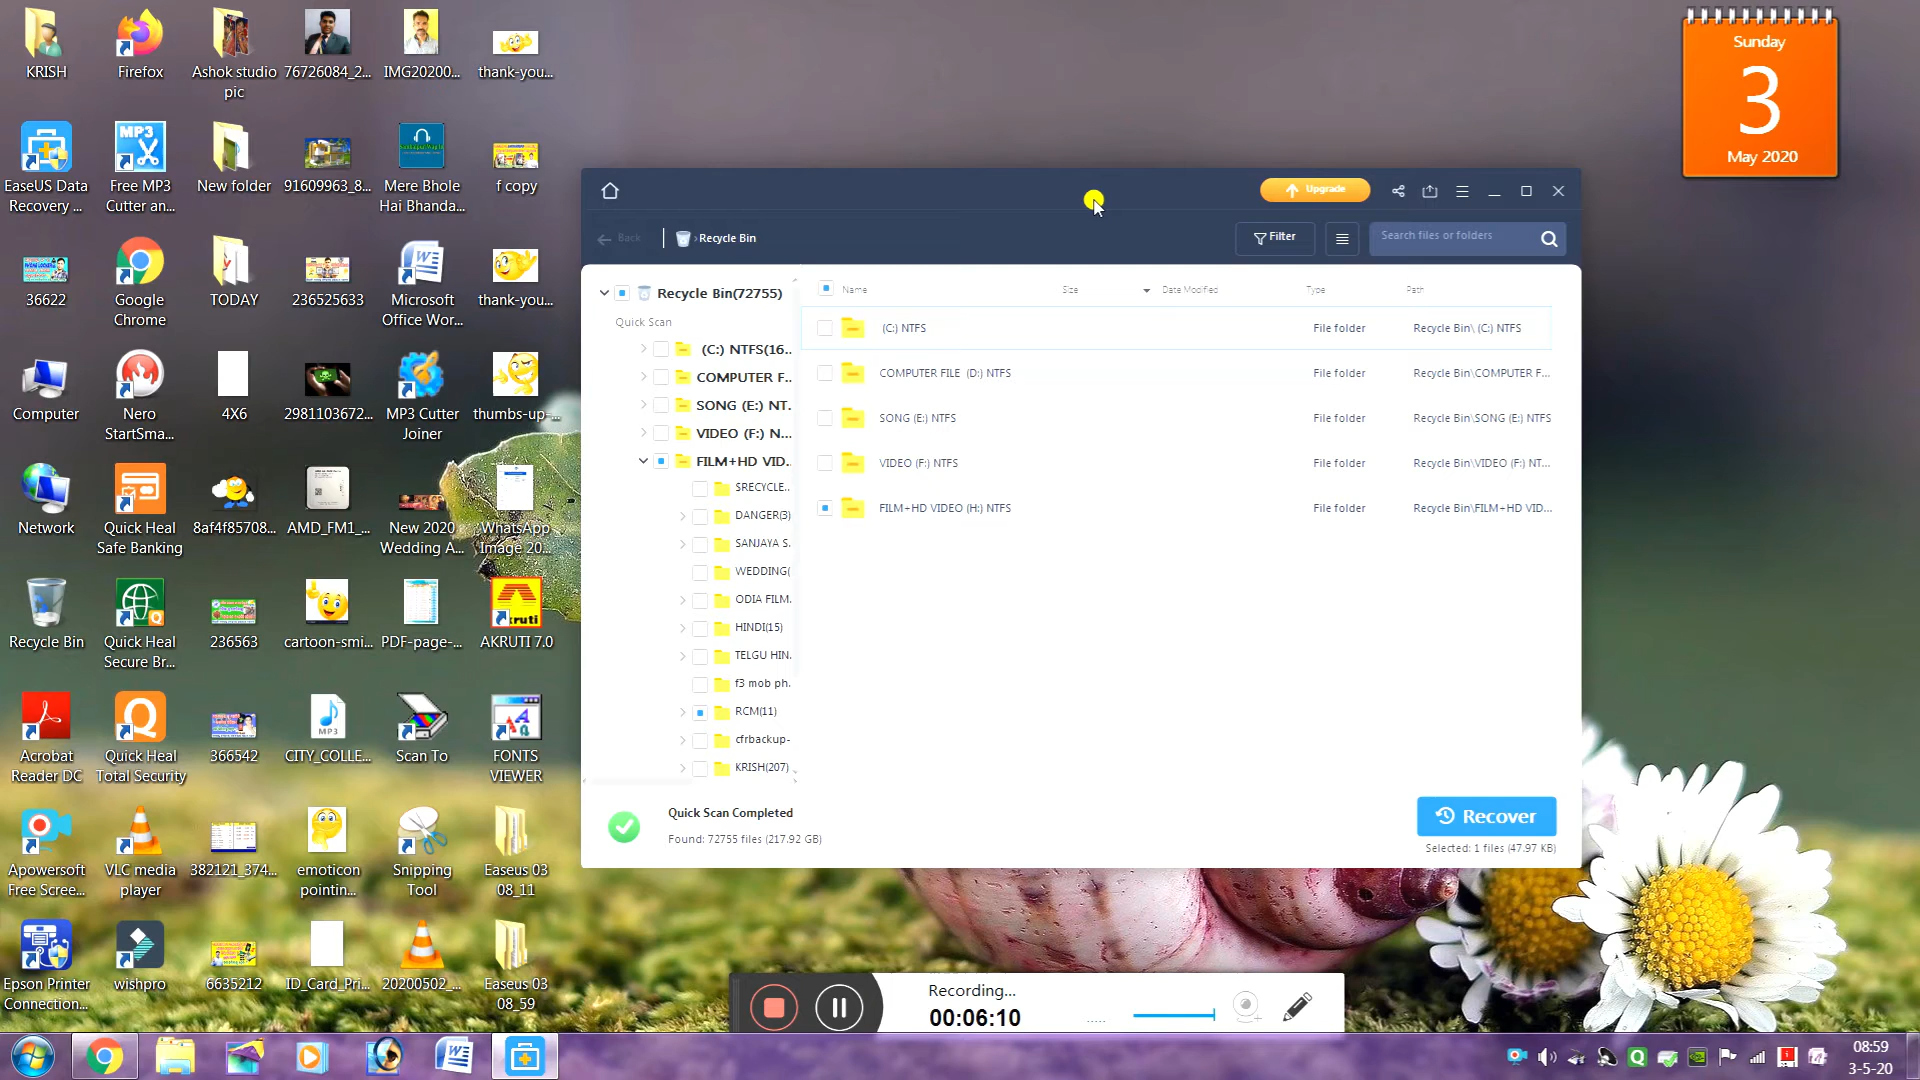 KRISH
Firefox
Ashok studio
pic
76726084_2...
IMG20200...
thank-you...
EaseUS Data
Recovery ...
MP3
Free MP3
Cutter an...
New folder
91609963_8...
Mere Bhole
Hai Bhanda...
f copy
36622
Google
Chrome
TODAY
236525633
Microsoft
Office Wor...
thank-you...
Computer
Nero
StartSma...
4X6
2981103672...
MP3 Cutter
Joiner
thumbs-up-...
Network
Quick Heal
Safe Banking
8af4f85708...
AMD_FM1_...
New 2020
Wedding A...
WhatsApp
Image 20...
Recycle Bin
Quick Heal
Secure Br...
236563
cartoon-smi...
PDF-page-...
AKRUTI 7.0
Acrobat
Reader DC
Quick Heal
Total Security
366542
MP3
CITY_COLLE...
Scan To
FONTS
VIEWER
Apowersoft
Free Scree...
VLC media
player
382121_374...
emoticon
pointin...
Snipping
Tool
Easeus 03
08_11
Epson Printer
Connection...
wishpro
6635212
ID_Card_Pri...
20200502_...
Easeus 03
08_59
Sunday
3
May 2020
Upgrade
Back
Recycle Bin
Filter
Search files or folders
Recycle Bin(72755)
Quick Scan
(C:) NTFS(16..
COMPUTER F..
SONG (E:) NT.
VIDEO (F:) N...
FILM+HD VID..
SRECYCLE..
DANGER(3)
SANJAYA S.
WEDDING(
ODIA FILM.
HINDI(15)
TELGU HIN.
f3 mob ph.
RCM(11)
cfrbackup-
KRISH(207)
Name Size Date Modified Type Path
(C:) NTFS File folder Recycle Bin\ (C:) NTFS
COMPUTER FILE (D:) NTFS File folder Recycle Bin\COMPUTER F...
SONG (E:) NTFS File folder Recycle Bin\SONG (E:) NTFS
VIDEO (F:) NTFS File folder Recycle Bin\VIDEO (F:) NT...
FILM+HD VIDEO (H:) NTFS File folder Recycle Bin\FILM+HD VID...
Quick Scan Completed
Found: 72755 files (217.92 GB)
Recover
Selected: 1 files (47.97 KB)
Recording...
00:06:10
08:59
3-5-20